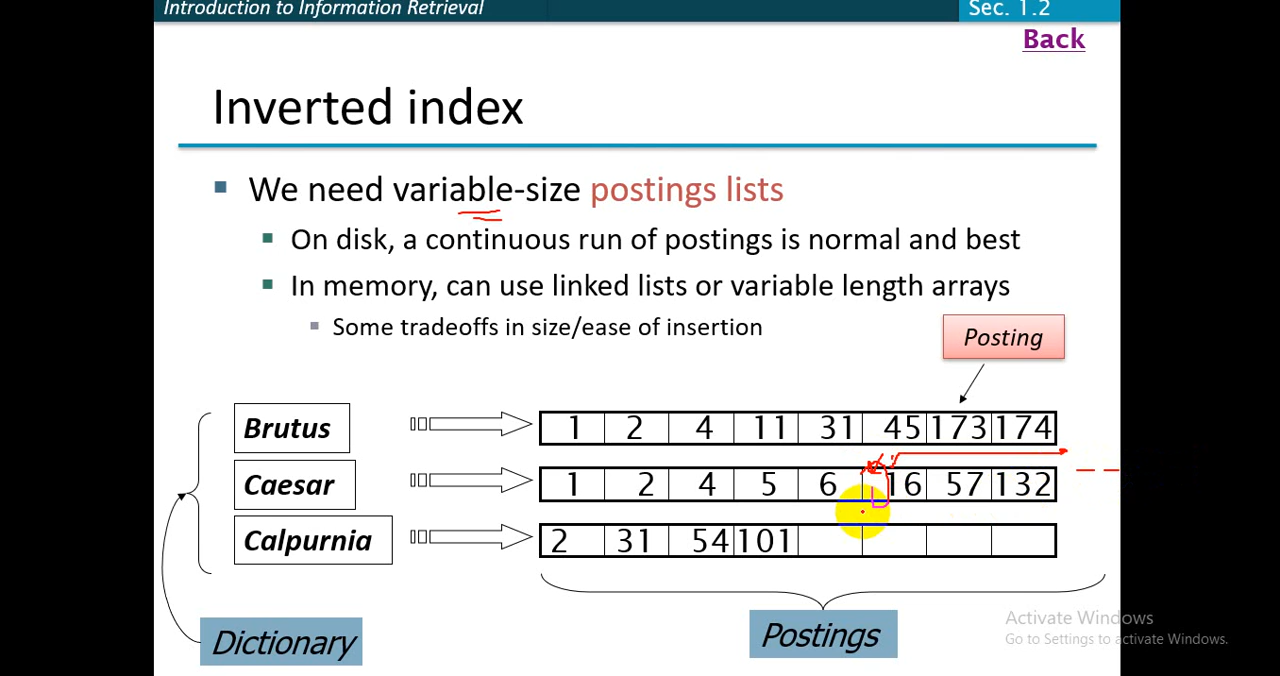 Introduction to Information Retrieval
Sec. 1.2
Back
Inverted index
We need variable-size postings lists
On disk, a continuous run of postings is normal and best
In memory, can use linked lists or variable length arrays
Some tradeoffs in size/ease of insertion
Posting
Brutus 1 2 4 11 31 45 173 174
Caesar 1 2 4 5 6 16 57 132
Calpurnia 2 31 54 101
Dictionary
Postings
Activate Windows
Go to Settings to activate Windows.